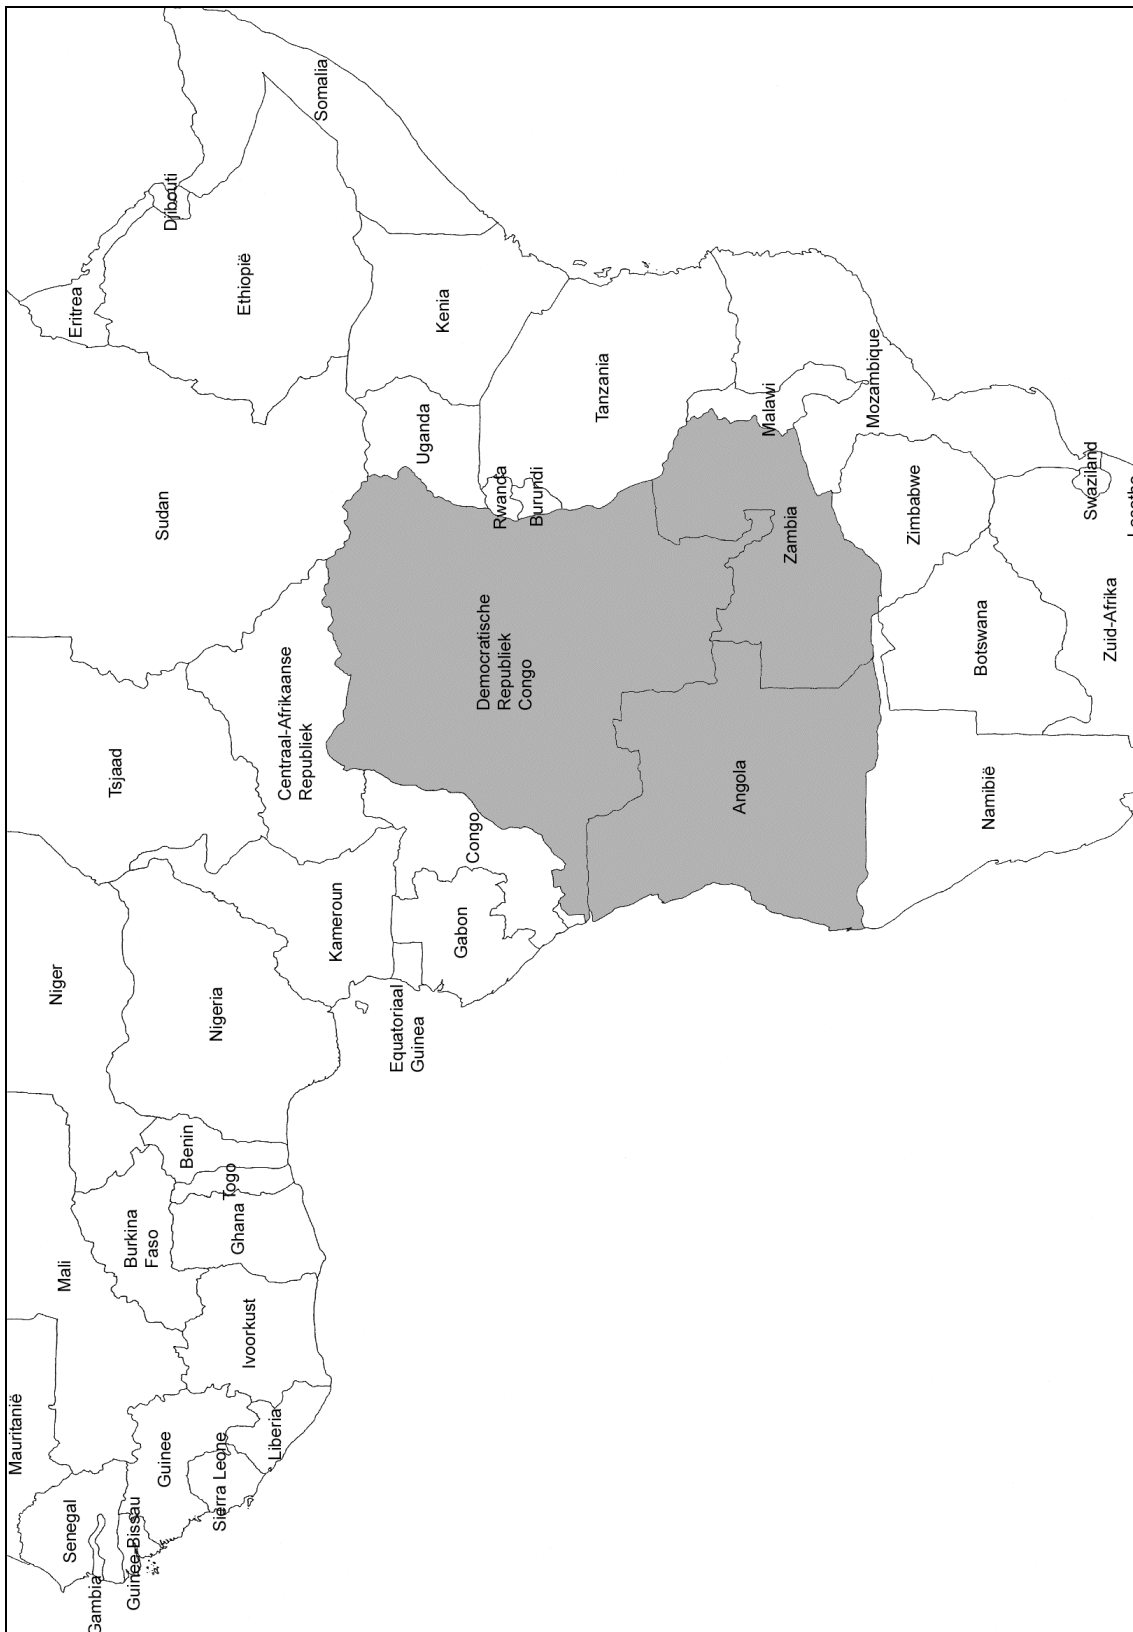 Mauritanië
Mali
Niger
Senegal
Eritrea
Gambia
Tsjaad
Guinee-Bissau
Burkina
Faso
Guinee
Sudan
Djibouti
Benin
Sierra Leone
Nigeria
Togo
Ghana
Ethiopië
Ivoorkust
Liberia
Centraal-Afrikaanse
Republiek
Somalia
Kameroun
Equatoriaal
Guinea
Uganda
Kenia
Gabon
Congo
Democratische
Republiek
Congo
Rwanda
Burundi
Tanzania
Angola
Malawi
Zambia
Mozambique
Zimbabwe
Botswana
Namibië
Swaziland
Zuid-Afrika
Lesotho